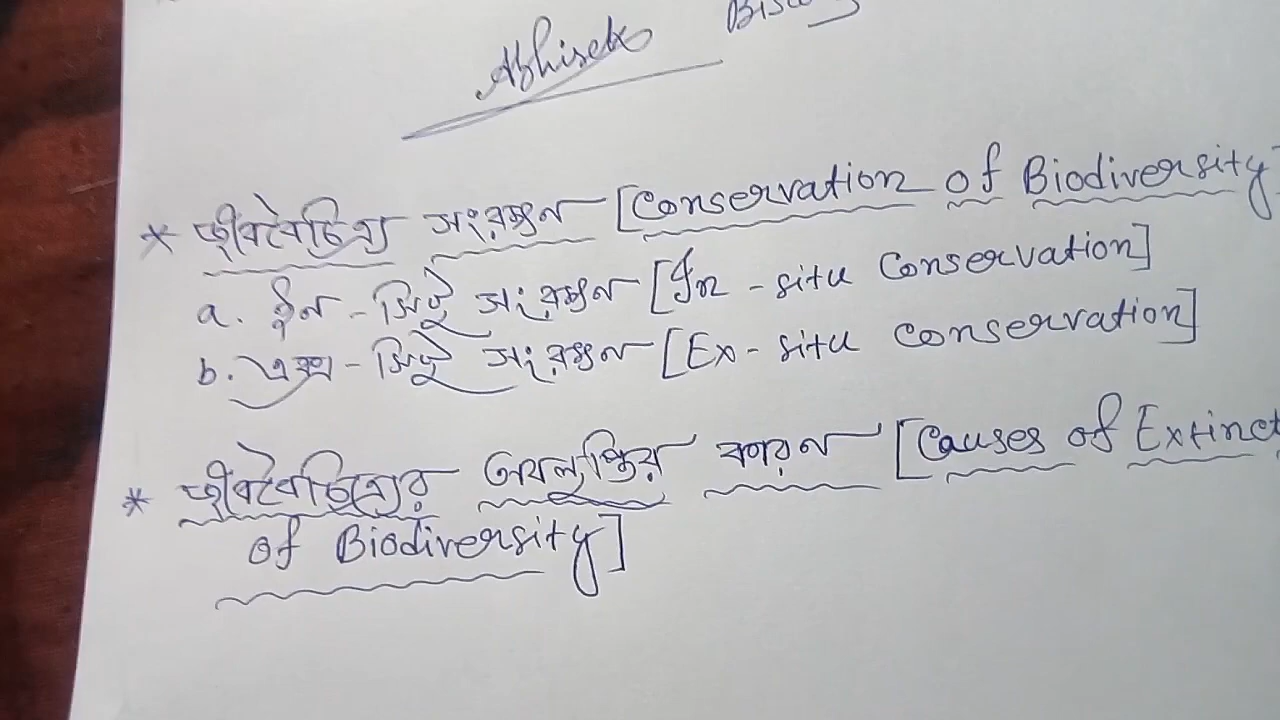 Abhisek
* জীববৈচিত্র্য সংরক্ষণ [Conservation of Biodiversity]
a. ইন - সিটু সংরক্ষণ [In - situ Conservation]
b. এক্স - সিটু সংরক্ষণ [Ex - situ conservation]
* জীববৈচিত্র্যের অবলুপ্তির কারণ [Causes of Extinct
of Biodiversity]